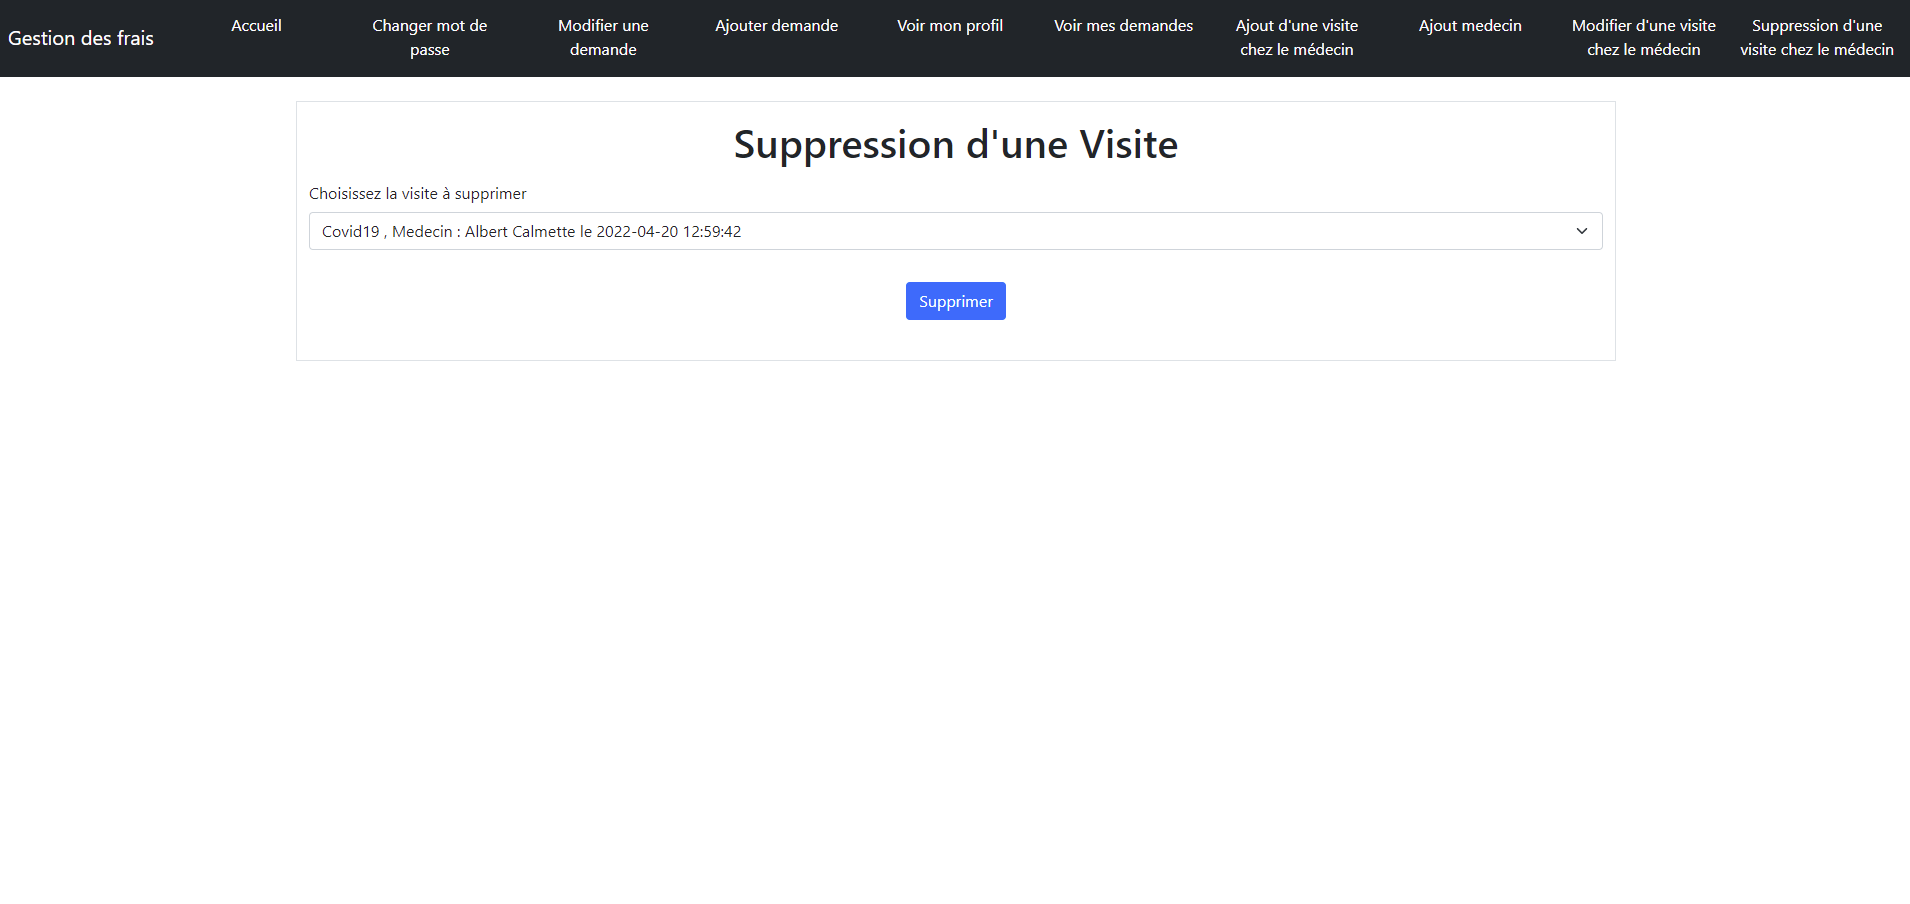 Gestion des frais
Accueil
Changer mot de
passe
Modifier une
demande
Ajouter demande
Voir mon profil
Voir mes demandes
Ajout d'une visite
chez le médecin
Ajout medecin
Modifier d'une visite
chez le médecin
Suppression d'une
visite chez le médecin
Suppression d'une Visite
Choisissez la visite à supprimer
Covid19 , Medecin : Albert Calmette le 2022-04-20 12:59:42
Supprimer